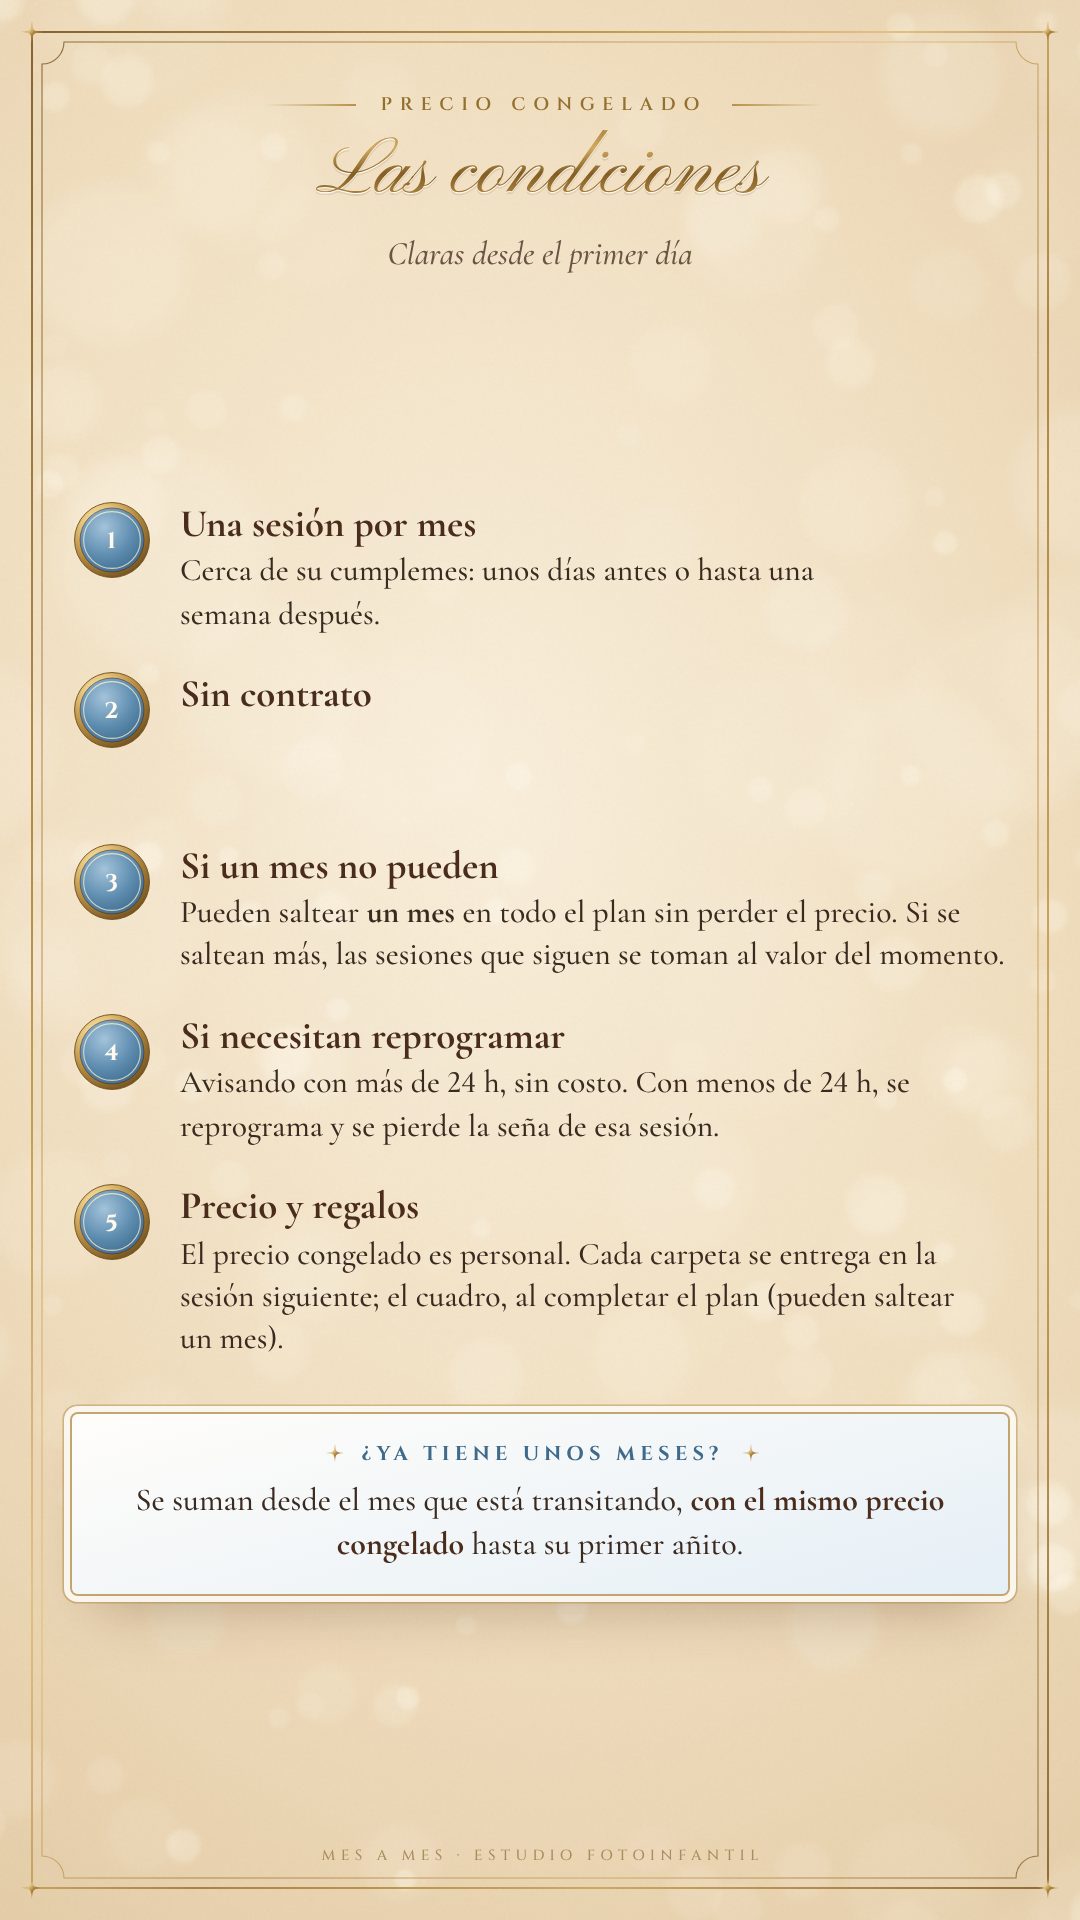 PRECIO CONGELADO
Las condiciones
Claras desde el primer día
1
Una sesión por mes
Cerca de su cumplemes: unos días antes o hasta una
semana después.
2
Sin contrato
3
Si un mes no pueden
Pueden saltear un mes en todo el plan sin perder el precio. Si se
saltean más, las sesiones que siguen se toman al valor del momento.
4
Si necesitan reprogramar
Avisando con más de 24 h, sin costo. Con menos de 24 h, se
reprograma y se pierde la seña de esa sesión.
5
Precio y regalos
El precio congelado es personal. Cada carpeta se entrega en la
sesión siguiente; el cuadro, al completar el plan (pueden saltear
un mes).
¿YA TIENE UNOS MESES?
Se suman desde el mes que está transitando, con el mismo precio
congelado hasta su primer añito.
MES A MES · ESTUDIO FOTOINFANTIL